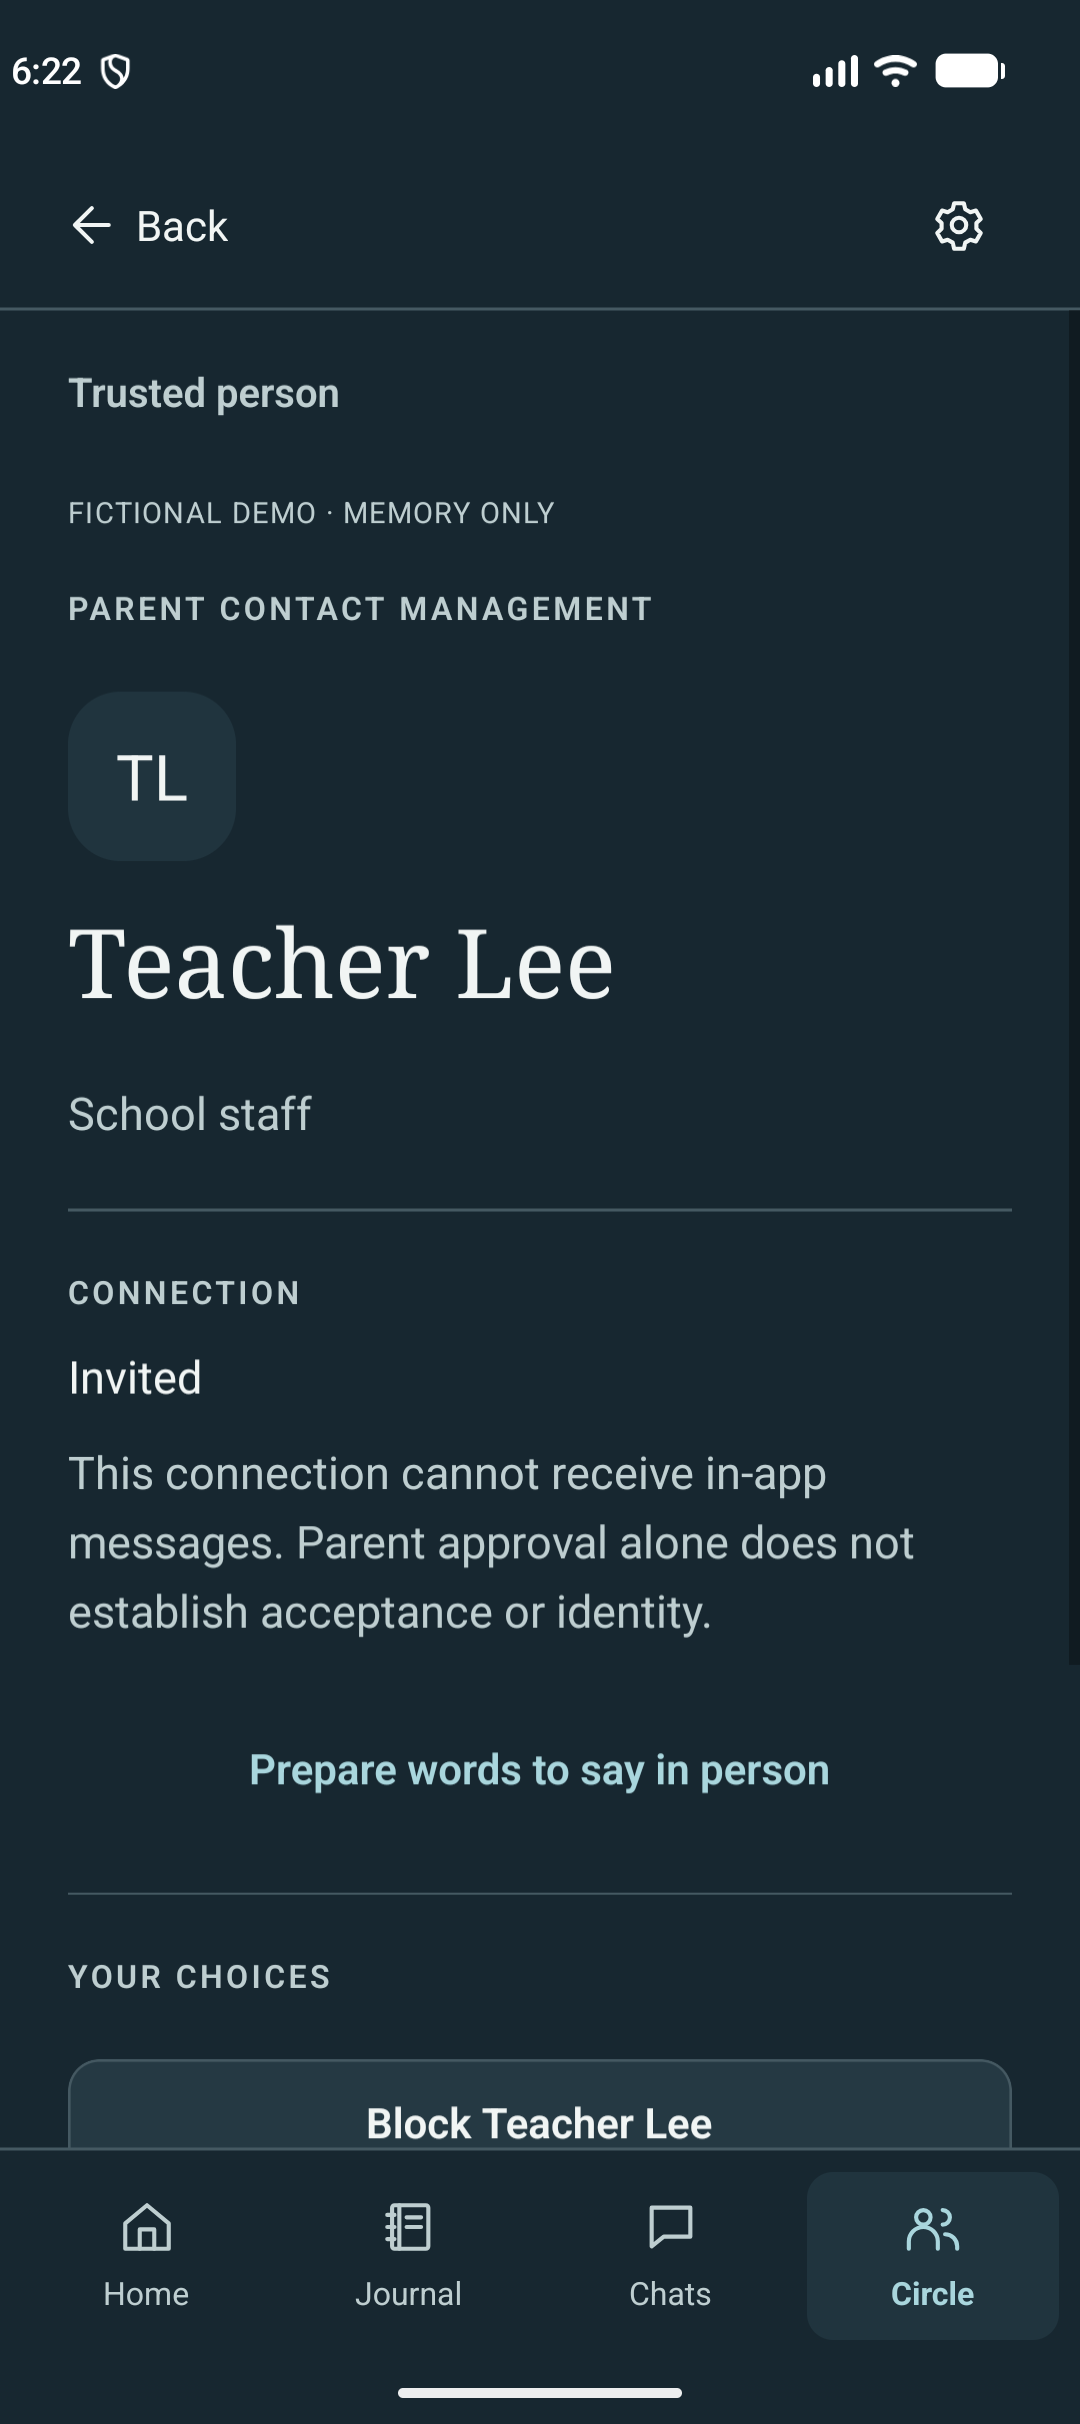 6:22
Back
Trusted person
FICTIONAL DEMO · MEMORY ONLY
PARENT CONTACT MANAGEMENT
TL
Teacher Lee
School staff
CONNECTION
Invited
This connection cannot receive in-app
messages. Parent approval alone does not
establish acceptance or identity.
Prepare words to say in person
YOUR CHOICES
Block Teacher Lee
Home
Journal
Chats
Circle